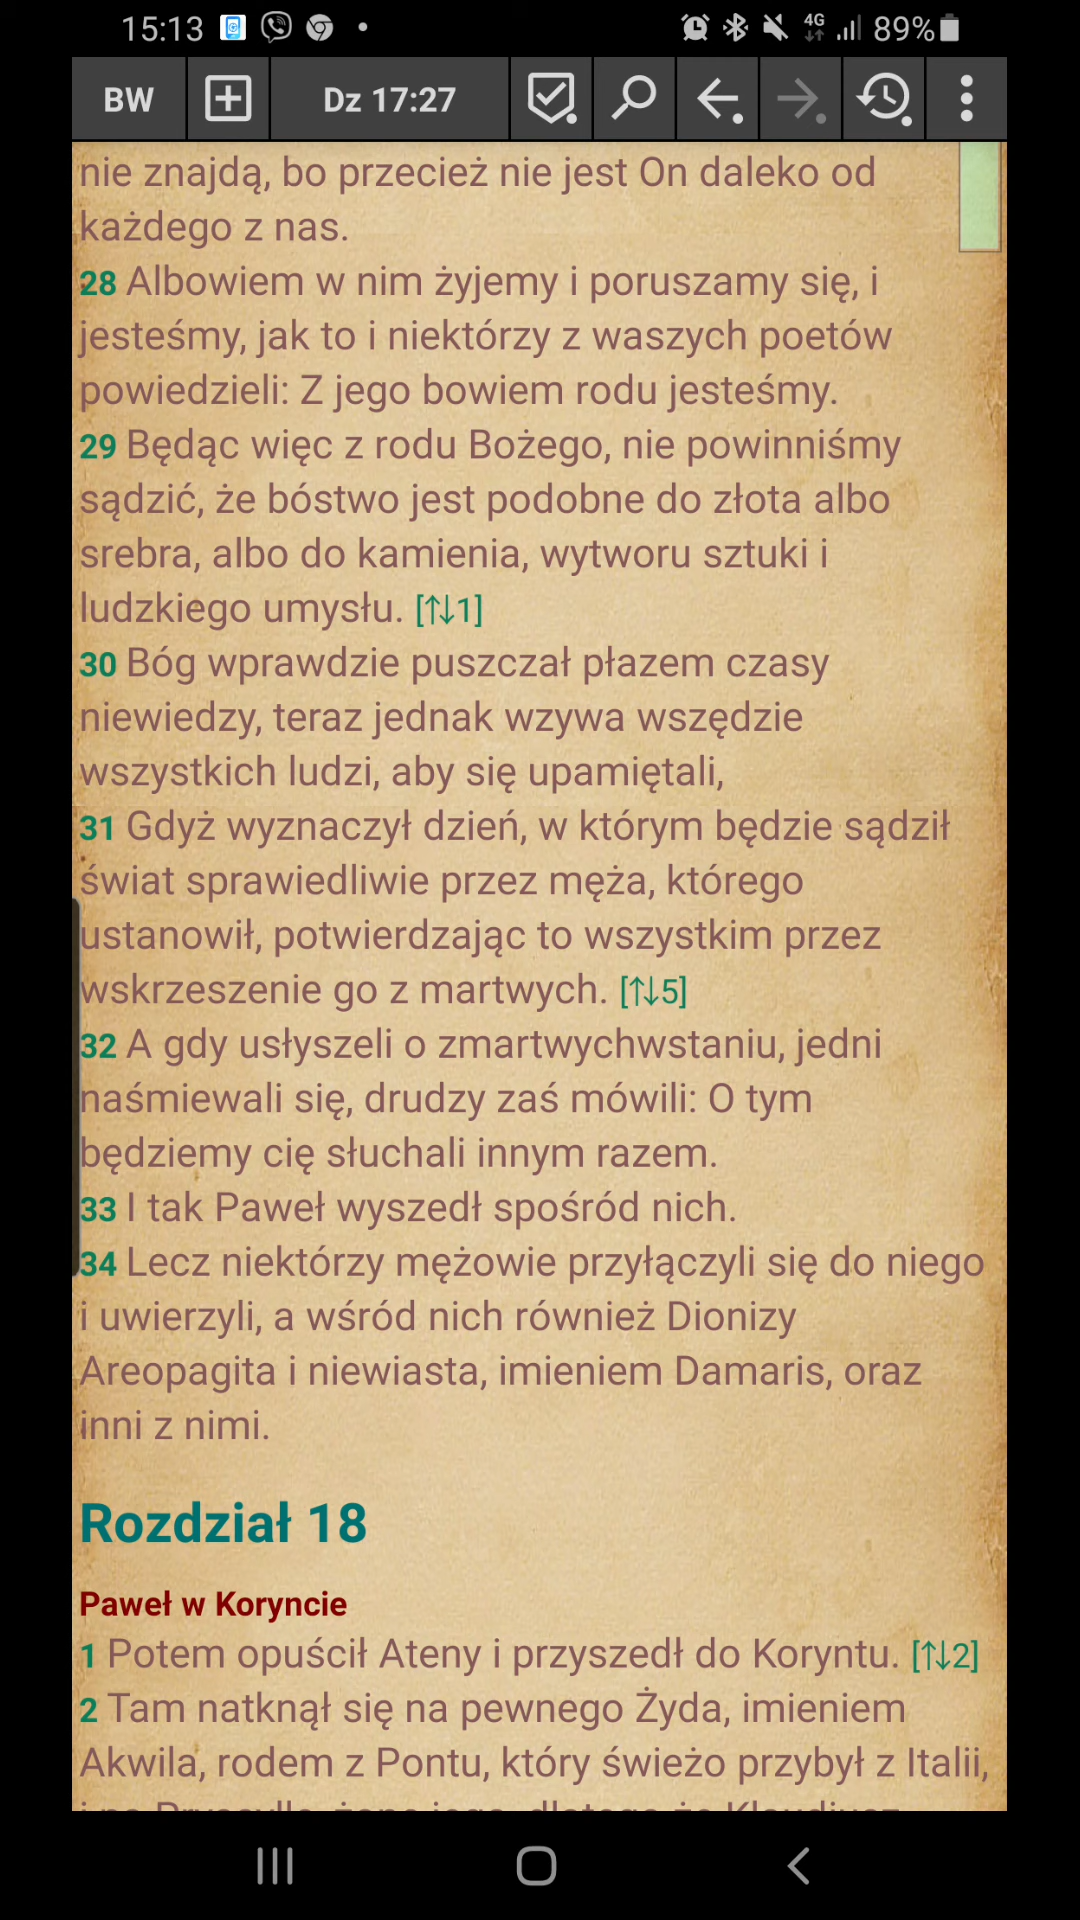 15:13 4G 89%
BW Dz 17:27
nie znajdą, bo przecież nie jest On daleko od
każdego z nas.
28 Albowiem w nim żyjemy i poruszamy się, i
jesteśmy, jak to i niektórzy z waszych poetów
powiedzieli: Z jego bowiem rodu jesteśmy.
29 Będąc więc z rodu Bożego, nie powinniśmy
sądzić, że bóstwo jest podobne do złota albo
srebra, albo do kamienia, wytworu sztuki i
ludzkiego umysłu. [↑↓1]
30 Bóg wprawdzie puszczał płazem czasy
niewiedzy, teraz jednak wzywa wszędzie
wszystkich ludzi, aby się upamiętali,
31 Gdyż wyznaczył dzień, w którym będzie sądził
świat sprawiedliwie przez męża, którego
ustanowił, potwierdzając to wszystkim przez
wskrzeszenie go z martwych. [↑↓5]
32 A gdy usłyszeli o zmartwychwstaniu, jedni
naśmiewali się, drudzy zaś mówili: O tym
będziemy cię słuchali innym razem.
33 I tak Paweł wyszedł spośród nich.
34 Lecz niektórzy mężowie przyłączyli się do niego
i uwierzyli, a wśród nich również Dionizy
Areopagita i niewiasta, imieniem Damaris, oraz
inni z nimi.
Rozdział 18
Paweł w Koryncie
1 Potem opuścił Ateny i przyszedł do Koryntu. [↑↓2]
2 Tam natknął się na pewnego Żyda, imieniem
Akwila, rodem z Pontu, który świeżo przybył z Italii,